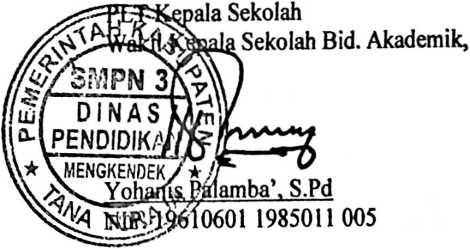 PLT Kepala Sekolah
Wakil Kepala Sekolah Bid. Akademik,
PEMERINTAH KABUPATEN
SMPN 3
DINAS
PENDIDIKAN
MENGKENDEK
TANA TORAJA
Yohanis Palamba', S.Pd
NIP. 19610601 1985011 005